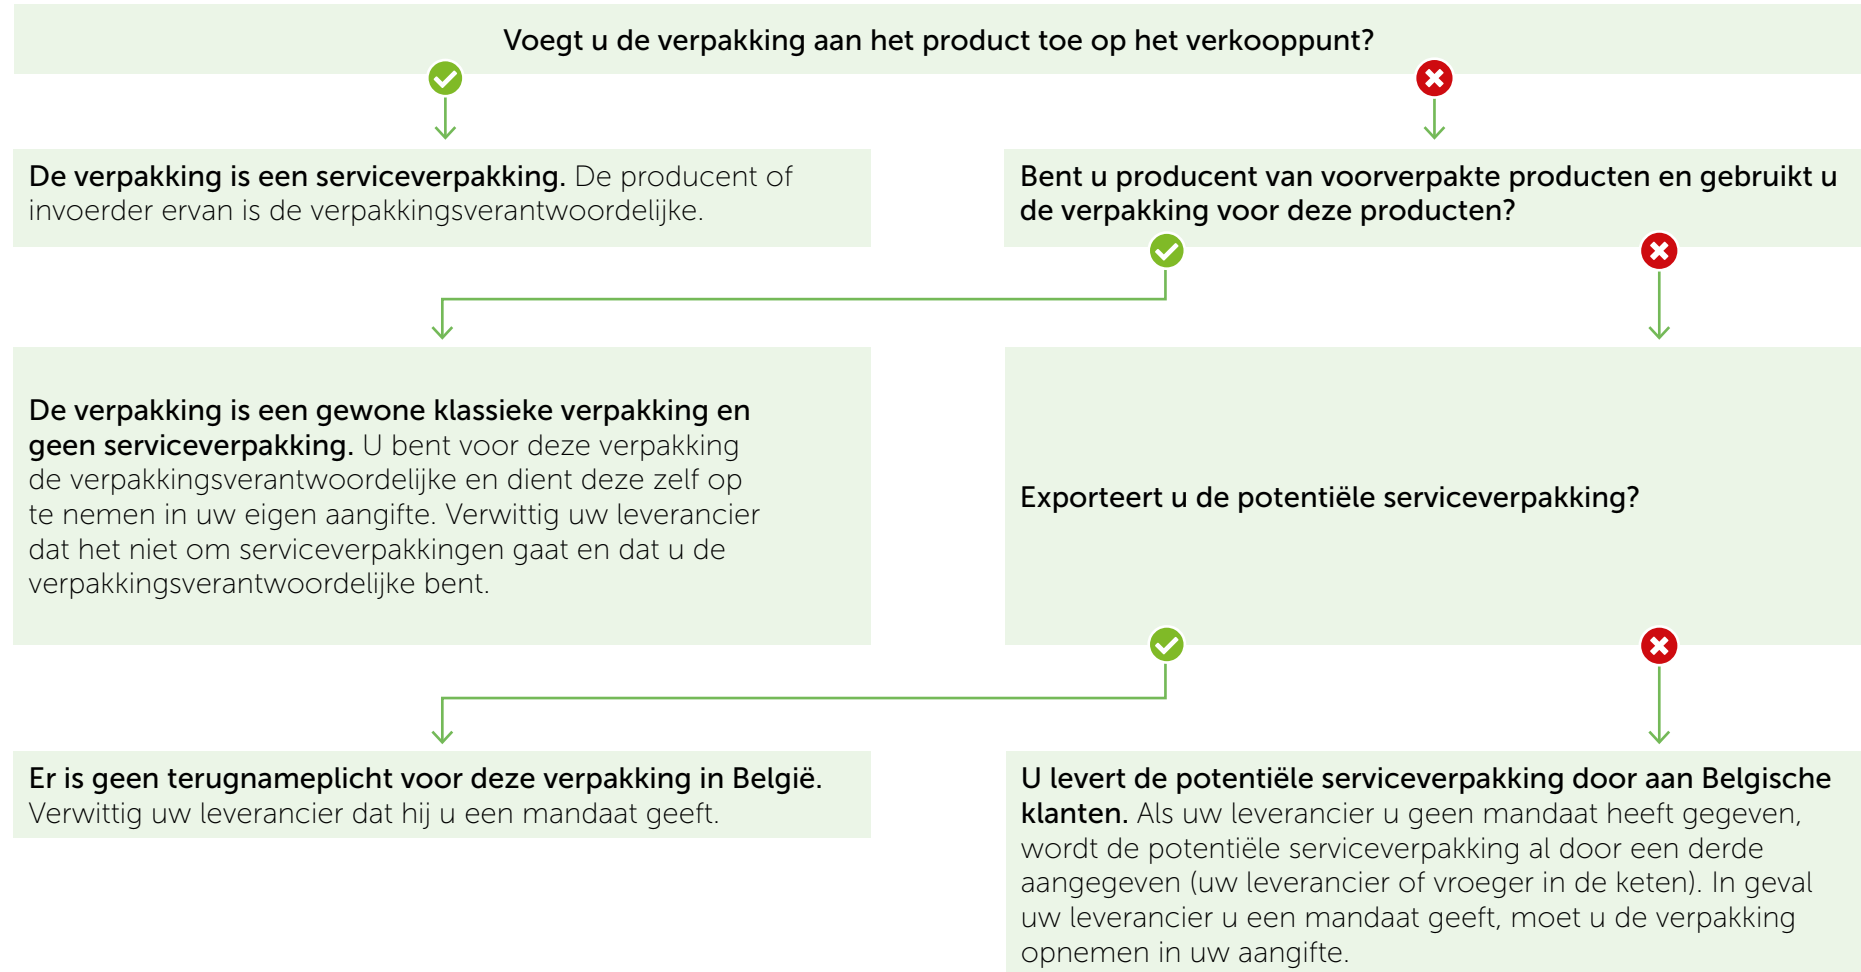 Voegt u de verpakking aan het product toe op het verkooppunt?
De verpakking is een serviceverpakking. De producent of
invoerder ervan is de verpakkingsverantwoordelijke.
Bent u producent van voorverpakte producten en gebruikt u
de verpakking voor deze producten?
De verpakking is een gewone klassieke verpakking en
geen serviceverpakking. U bent voor deze verpakking
de verpakkingsverantwoordelijke en dient deze zelf op
te nemen in uw eigen aangifte. Verwittig uw leverancier
dat het niet om serviceverpakkingen gaat en dat u de
verpakkingsverantwoordelijke bent.
Exporteert u de potentiële serviceverpakking?
Er is geen terugnameplicht voor deze verpakking in België.
Verwittig uw leverancier dat hij u een mandaat geeft.
U levert de potentiële serviceverpakking door aan Belgische
klanten. Als uw leverancier u geen mandaat heeft gegeven,
wordt de potentiële serviceverpakking al door een derde
aangegeven (uw leverancier of vroeger in de keten). In geval
uw leverancier u een mandaat geeft, moet u de verpakking
opnemen in uw aangifte.